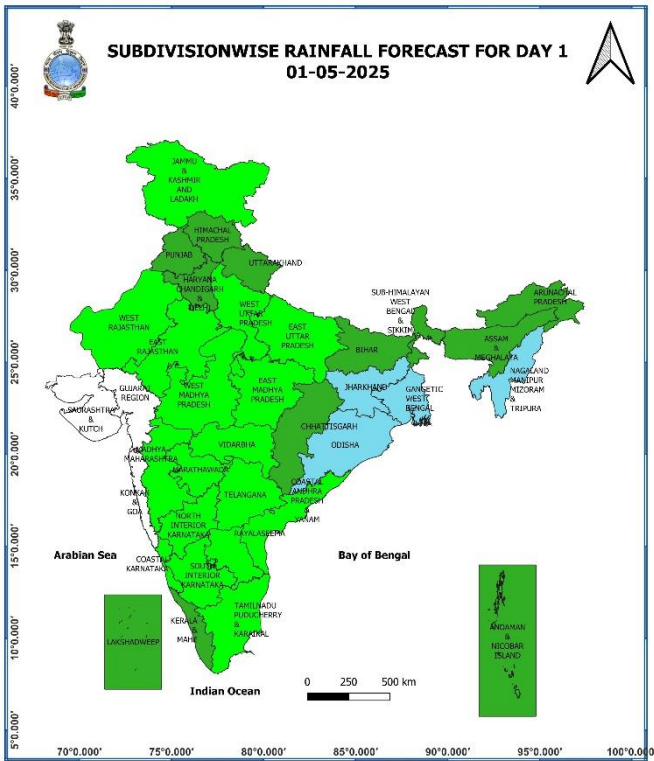 SUBDIVISIONWISE RAINFALL FORECAST FOR DAY 1
01-05-2025
40°0.000'
35°0.000'
30°0.000'
25°0.000'
20°0.000'
15°0.000'
10°0.000'
5°0.000'
JAMMU
&
KASHMIR
AND
LADAKH
HIMACHAL
PRADESH
PUNJAB
UTTARAKHAND
HARYANA
CHANDIGARH
&
DELHI
WEST
UTTAR
PRADESH
SUB-HIMALAYAN
WEST
BENGAL
&
SIKKIM
ARUNACHAL
PRADESH
WEST
RAJASTHAN
EAST
RAJASTHAN
EAST
UTTAR
PRADESH
BIHAR
ASSAM
&
MEGHALAYA
NAGALAND
MANIPUR
MIZORAM
&
TRIPURA
GUJARAT
REGION
SAURASHTRA
&
KUTCH
WEST
MADHYA
PRADESH
EAST
MADHYA
PRADESH
JHARKHAND
GANGETIC
WEST
BENGAL
CHHATTISGARH
ODISHA
MADHYA
MAHARASHTRA
VIDARBHA
MARATHAWADA
KONKAN
&
GOA
TELANGANA
COASTAL
ANDHRA
PRADESH
&
YANAM
NORTH
INTERIOR
KARNATAKA
RAYALASEEMA
COASTAL
KARNATAKA
SOUTH
INTERIOR
KARNATAKA
Arabian Sea
Bay of Bengal
KERALA
&
MAHE
TAMILNADU
PUDUCHERRY
&
KARAIKAL
LAKSHADWEEP
ANDAMAN
&
NICOBAR
ISLAND
Indian Ocean
0 250 500 km
70°0.000' 75°0.000' 80°0.000' 85°0.000' 90°0.000' 95°0.000' 100°0.00